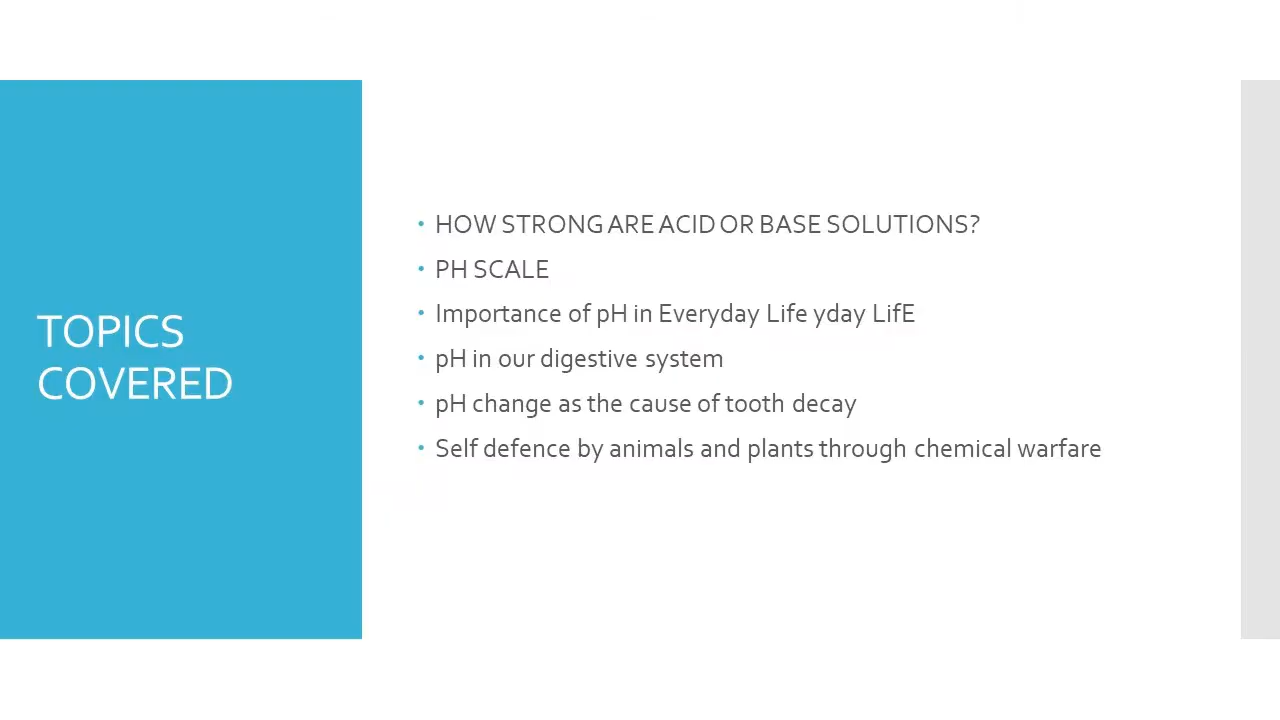 TOPICS
COVERED
• HOW STRONG ARE ACID OR BASE SOLUTIONS?
• PH SCALE
• Importance of pH in Everyday Life yday LifE
• pH in our digestive system
• pH change as the cause of tooth decay
• Self defence by animals and plants through chemical warfare